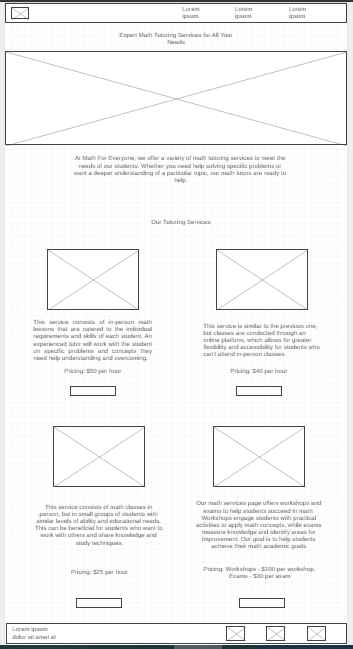 Lorem ipsum
Lorem ipsum
Lorem ipsum
Expert Math Tutoring Services for All Your
Needs
At Math For Everyone, we offer a variety of math tutoring services to meet the
needs of our students. Whether you need help solving specific problems or
want a deeper understanding of a particular topic, our math tutors are ready to
help.
Our Tutoring Services
This service consists of in-person math
lessons that are catered to the individual
requirements and skills of each student. An
experienced tutor will work with the student
on specific problems and concepts they
need help understanding and overcoming.
Pricing: $50 per hour
This service is similar to the previous one,
but classes are conducted through an
online platform, which allows for greater
flexibility and accessibility for students who
can't attend in-person classes.
Pricing: $40 per hour
This service consists of math classes in
person, but in small groups of students with
similar levels of ability and educational needs.
This can be beneficial for students who want to
work with others and share knowledge and
study techniques.
Pricing: $25 per hour
Our math services page offers workshops and
exams to help students succeed in math.
Workshops engage students with practical
activities to apply math concepts, while exams
measure knowledge and identify areas for
improvement. Our goal is to help students
achieve their math academic goals.
Pricing: Workshops - $100 per workshop,
Exams - $30 per exam
Lorem ipsum
dolor sit amet et